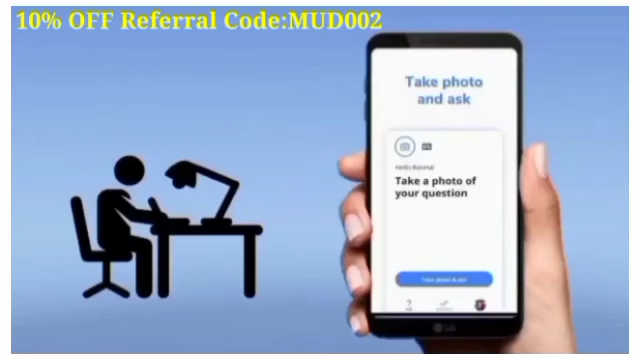 10% OFF Referral Code:MUD002
Take photo
and ask
Take a photo of
your question
Take photo & ask
LG